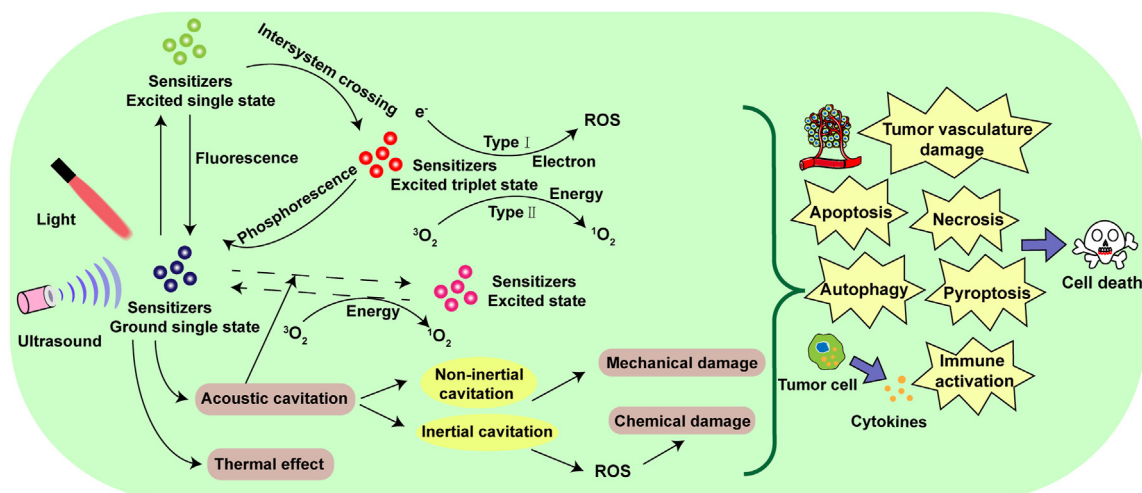 Sensitizers
Excited single state
Intersystem crossing
e-
Type Ⅰ
ROS
Electron
Fluorescence
Phosphorescence
Sensitizers
Excited triplet state
Energy
Type Ⅱ
³O₂
¹O₂
Light
Ultrasound
Sensitizers
Ground single state
Sensitizers
Excited state
Energy
³O₂
¹O₂
Acoustic cavitation
Non-inertial
cavitation
Inertial cavitation
Mechanical damage
Chemical damage
ROS
Thermal effect
Tumor vasculature
damage
Apoptosis
Necrosis
Autophagy
Pyroptosis
Cell death
Tumor cell
Cytokines
Immune
activation